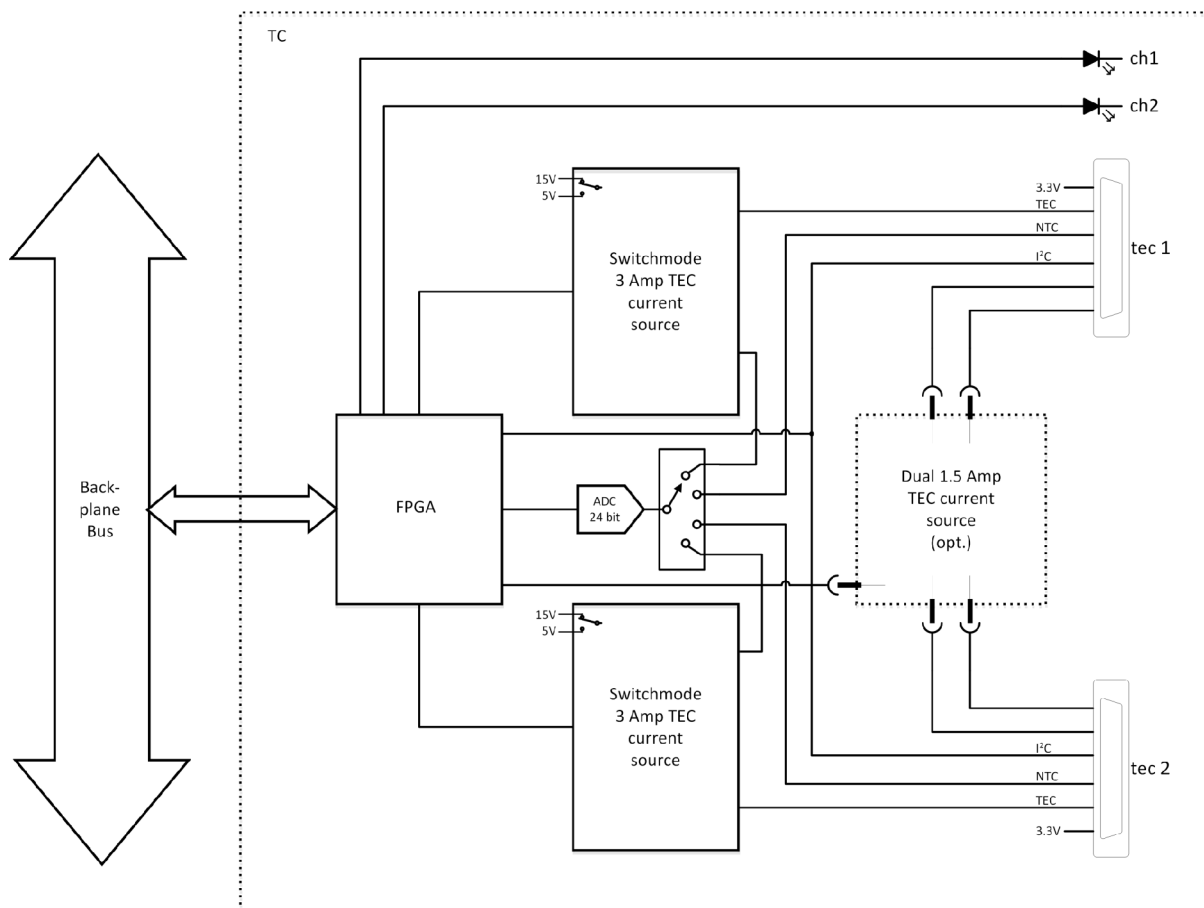 TC
ch1
ch2
15V
5V
Switchmode
3 Amp TEC
current
source
3.3V
TEC
NTC
I²C
tec 1
Back-
plane
Bus
FPGA
ADC
24 bit
Dual 1.5 Amp
TEC current
source
(opt.)
15V
5V
Switchmode
3 Amp TEC
current
source
I²C
NTC
TEC
3.3V
tec 2